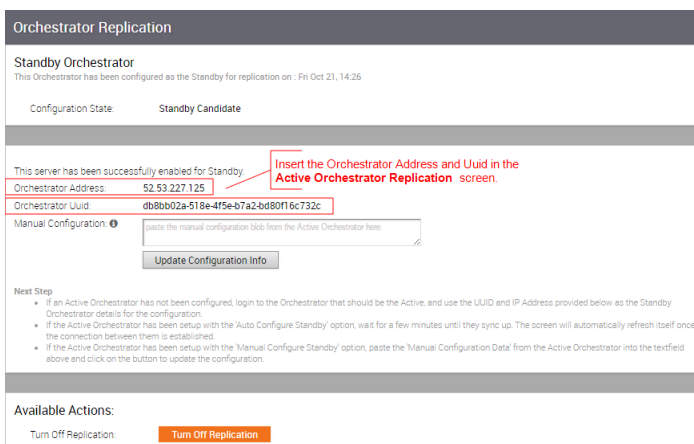 Orchestrator Replication
Standby Orchestrator
This Orchestrator has been configured as the Standby for replication on : Fri Oct 21, 14:26
Configuration State: Standby Candidate
Insert the Orchestrator Address and Uuid in the
Active Orchestrator Replication screen.
This server has been successfully enabled for Standby.
Orchestrator Address: 52.53.227.125
Orchestrator Uuid: db8bb02a-518e-4f5e-b7a2-bd80f16c732c
Manual Configuration:
paste the manual configuration blob from the Active Orchestrator here.
Update Configuration Info
Next Step
If an Active Orchestrator has not been configured, login to the Orchestrator that should be the Active, and use the UUID and IP Address provided below as the Standby
Orchestrator details for the configuration.
If the Active Orchestrator has been setup with the 'Auto Configure Standby' option, wait for a few minutes until they sync up. The screen will automatically refresh itself once
the connection between them is established.
If the Active Orchestrator has been setup with the 'Manual Configure Standby' option, paste the 'Manual Configuration Data' from the Active Orchestrator into the textfield
above and click on the button to update the configuration.
Available Actions:
Turn Off Replication: Turn Off Replication